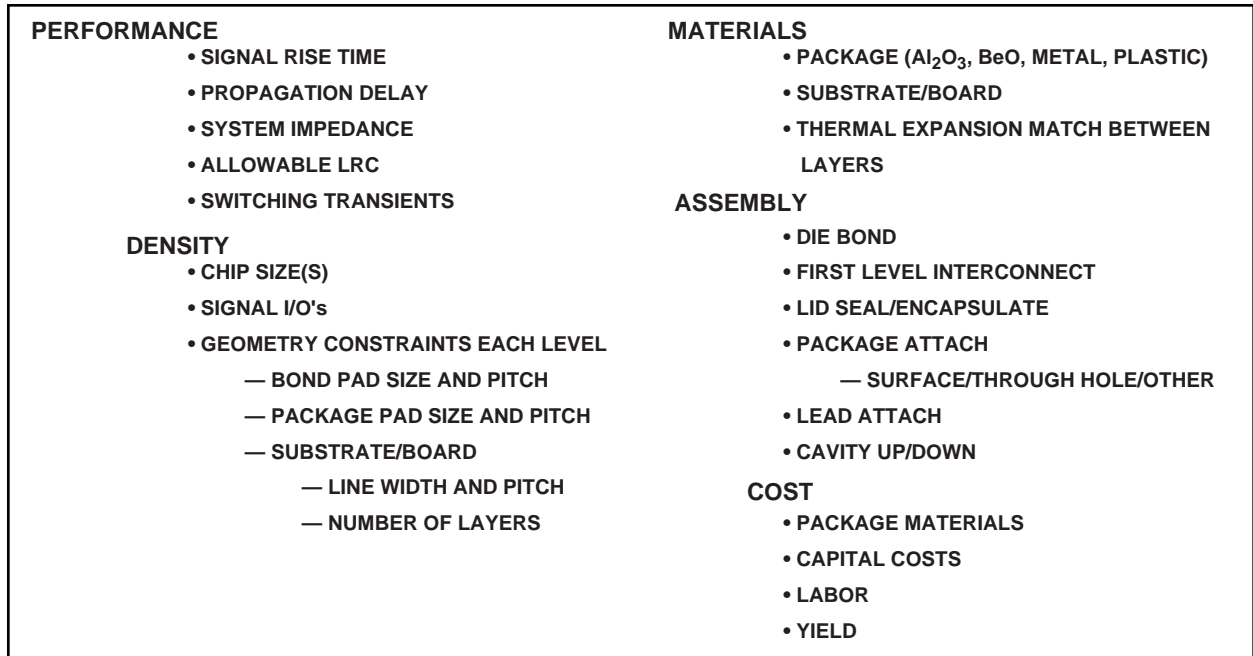 PERFORMANCE
• SIGNAL RISE TIME
• PROPAGATION DELAY
• SYSTEM IMPEDANCE
• ALLOWABLE LRC
• SWITCHING TRANSIENTS
DENSITY
• CHIP SIZE(S)
• SIGNAL I/O's
• GEOMETRY CONSTRAINTS EACH LEVEL
— BOND PAD SIZE AND PITCH
— PACKAGE PAD SIZE AND PITCH
— SUBSTRATE/BOARD
— LINE WIDTH AND PITCH
— NUMBER OF LAYERS
MATERIALS
• PACKAGE (Al₂O₃, BeO, METAL, PLASTIC)
• SUBSTRATE/BOARD
• THERMAL EXPANSION MATCH BETWEEN
LAYERS
ASSEMBLY
• DIE BOND
• FIRST LEVEL INTERCONNECT
• LID SEAL/ENCAPSULATE
• PACKAGE ATTACH
— SURFACE/THROUGH HOLE/OTHER
• LEAD ATTACH
• CAVITY UP/DOWN
COST
• PACKAGE MATERIALS
• CAPITAL COSTS
• LABOR
• YIELD